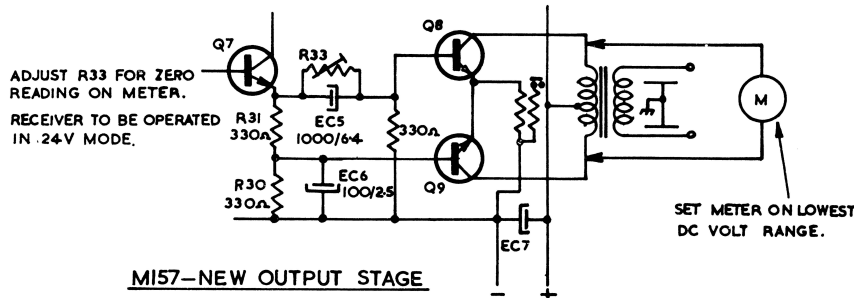 Q7
R33
Q8
ADJUST R33 FOR ZERO
READING ON METER.
RECEIVER TO BE OPERATED
IN 24V MODE.
R31
330Ω
EC5
1000/6·4
330Ω
M
R30
330Ω
EC6
100/2·5
Q9
EC7
SET METER ON LOWEST
DC VOLT RANGE.
MI57–NEW OUTPUT STAGE
– +